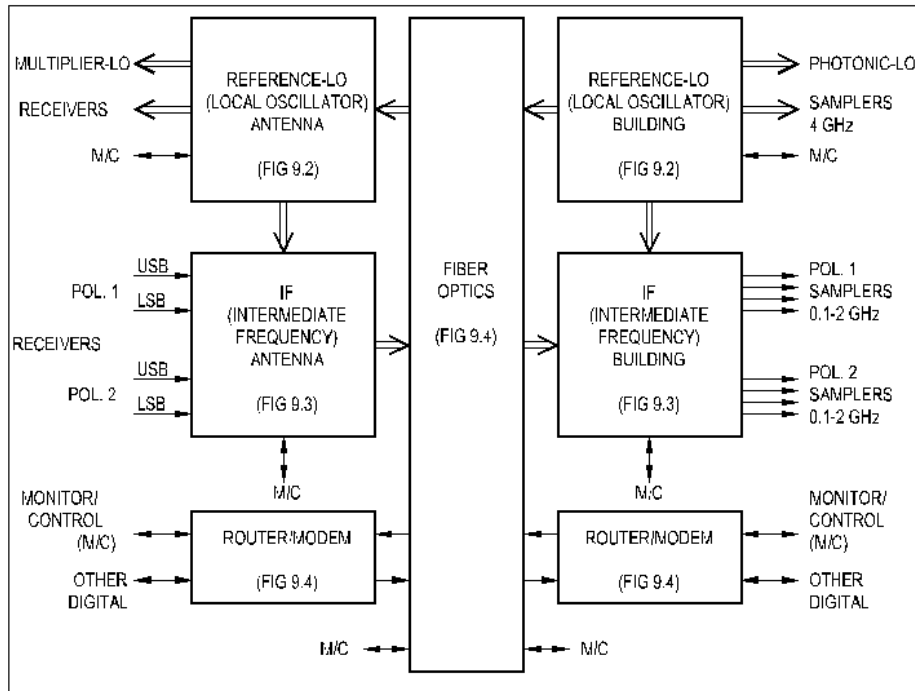 MULTIPLIER-LO
RECEIVERS
M/C
REFERENCE-LO
(LOCAL OSCILLATOR)
ANTENNA
(FIG 9.2)
REFERENCE-LO
(LOCAL OSCILLATOR)
BUILDING
(FIG 9.2)
PHOTONIC-LO
SAMPLERS
4 GHz
M/C
POL. 1
USB
LSB
RECEIVERS
POL. 2
USB
LSB
IF
(INTERMEDIATE
FREQUENCY)
ANTENNA
(FIG 9.3)
M/C
FIBER
OPTICS
(FIG 9.4)
IF
(INTERMEDIATE
FREQUENCY)
BUILDING
(FIG 9.3)
M/C
POL. 1
SAMPLERS
0.1-2 GHz
POL. 2
SAMPLERS
0.1-2 GHz
MONITOR/
CONTROL
(M/C)
OTHER
DIGITAL
ROUTER/MODEM
(FIG 9.4)
ROUTER/MODEM
(FIG 9.4)
MONITOR/
CONTROL
(M/C)
OTHER
DIGITAL
M/C
M/C